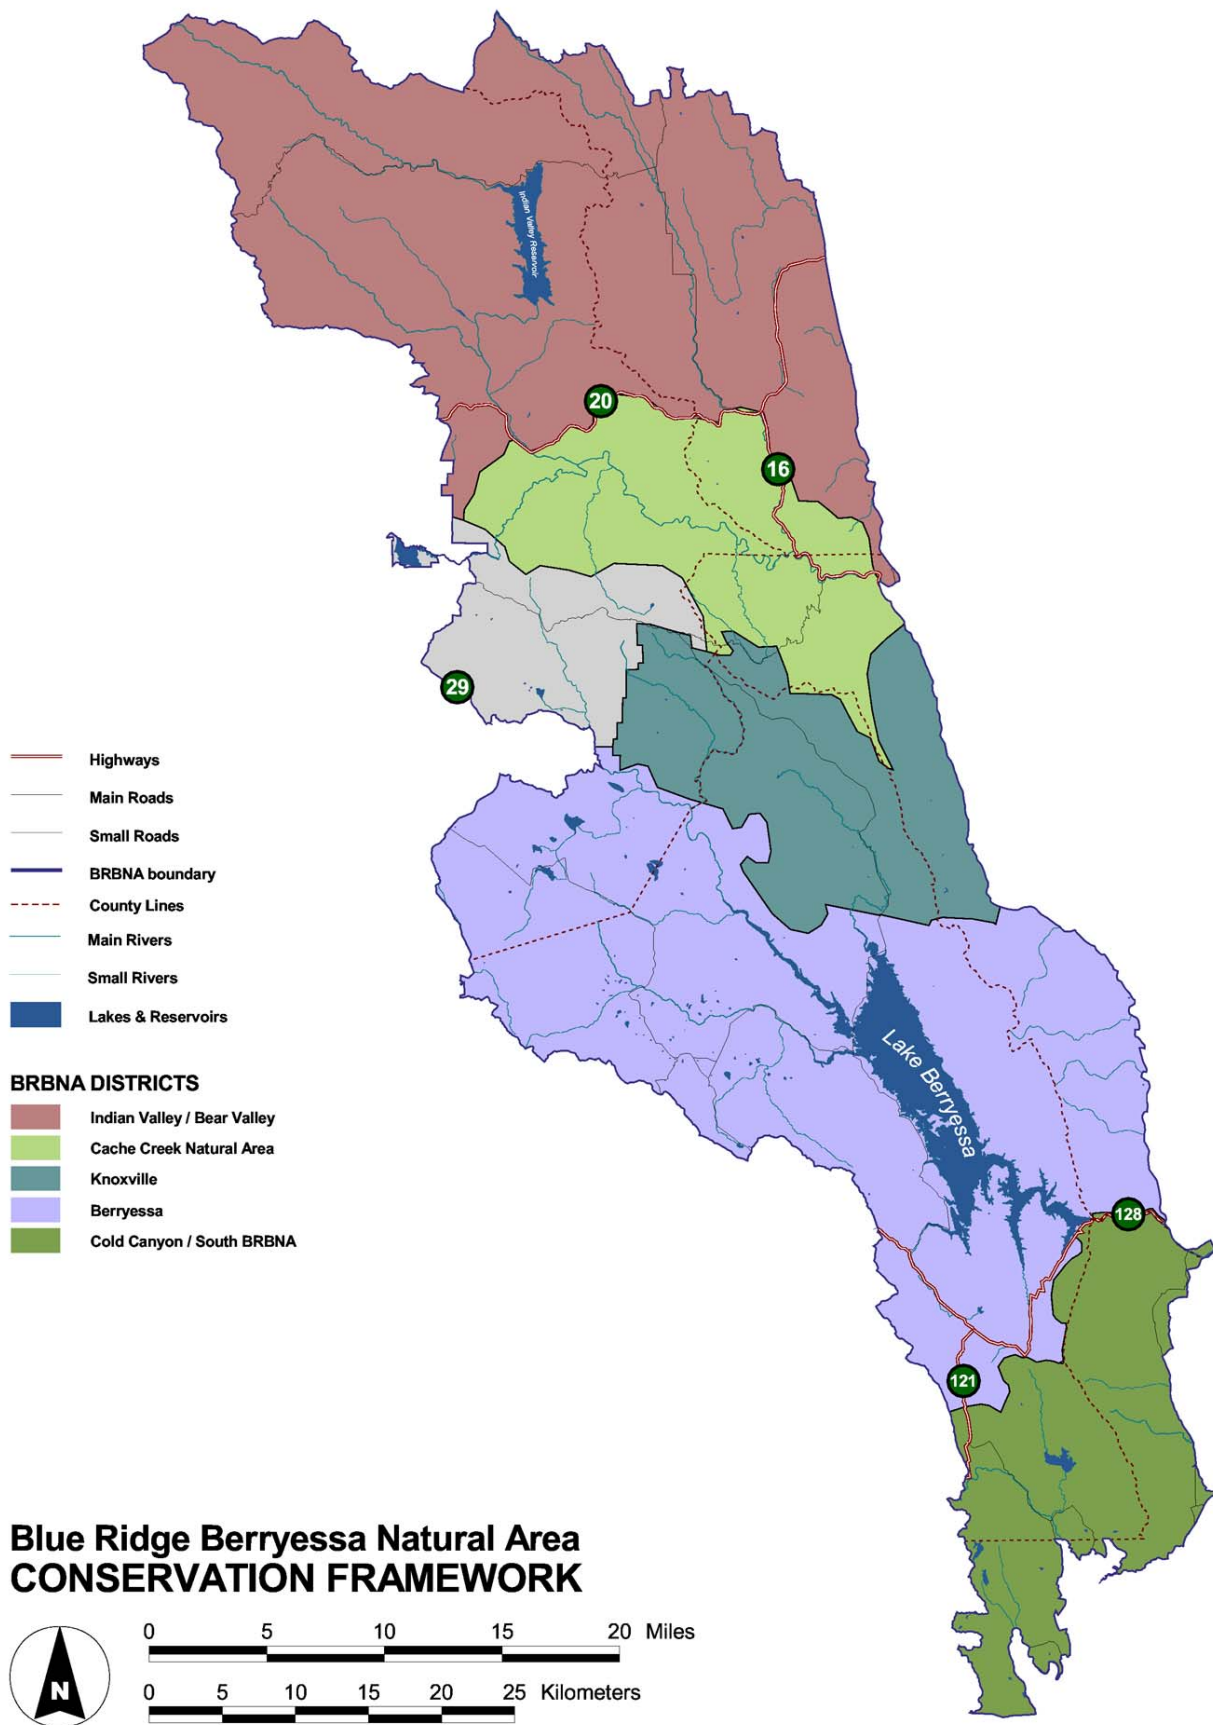 Indian Valley Reservoir
20
16
29
Highways
Main Roads
Small Roads
BRBNA boundary
County Lines
Main Rivers
Small Rivers
Lakes & Reservoirs
Lake Berryessa
BRBNA DISTRICTS
Indian Valley / Bear Valley
Cache Creek Natural Area
Knoxville
Berryessa
Cold Canyon / South BRBNA
128
121
Blue Ridge Berryessa Natural Area
CONSERVATION FRAMEWORK
0 5 10 15 20 Miles
0 5 10 15 20 25 Kilometers
N